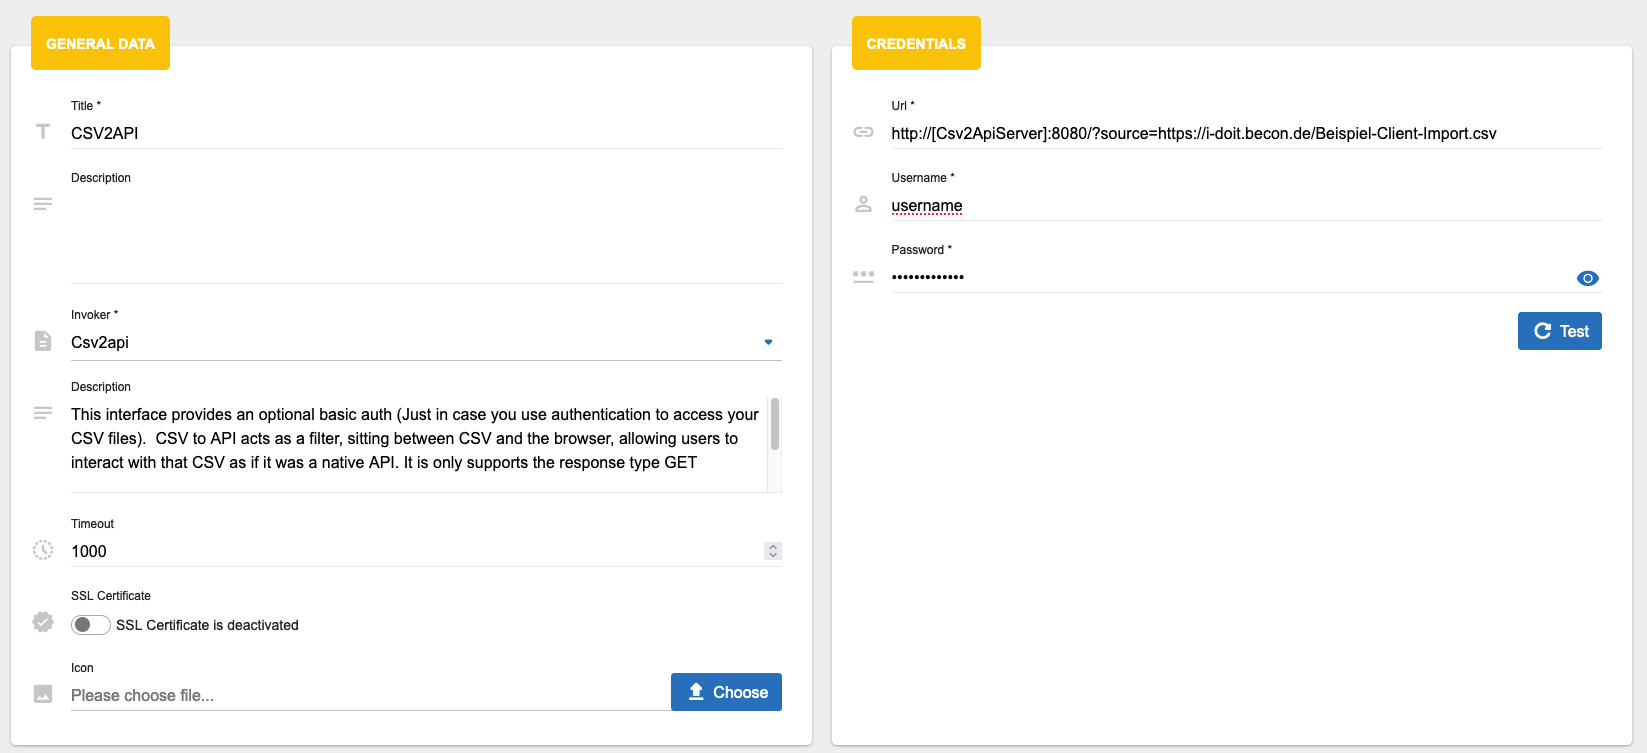 GENERAL DATA
Title *
CSV2API
Description
Invoker *
Csv2api
Description
This interface provides an optional basic auth (Just in case you use authentication to access your
CSV files).  CSV to API acts as a filter, sitting between CSV and the browser, allowing users to
interact with that CSV as if it was a native API. It is only supports the response type GET
Timeout
1000
SSL Certificate
SSL Certificate is deactivated
Icon
Please choose file...
Choose
CREDENTIALS
Url *
http://[Csv2ApiServer]:8080/?source=https://i-doit.becon.de/Beispiel-Client-Import.csv
Username *
username
Password *
•••••••••••••
Test